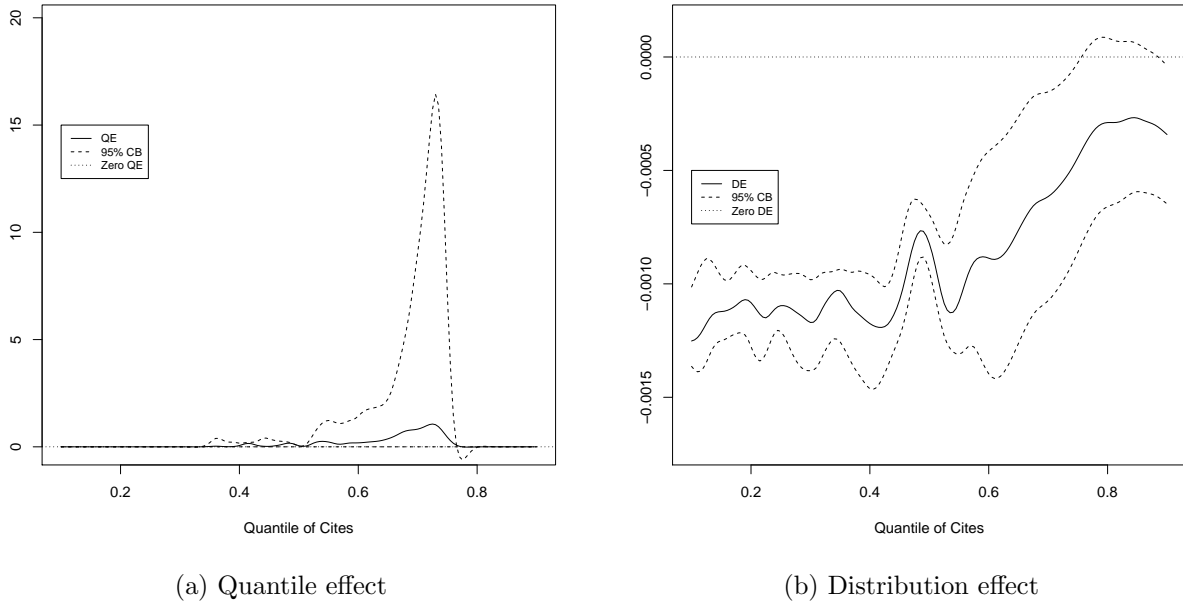 20
15
10
5
0
QE
95% CB
Zero QE
0.2 0.4 0.6 0.8
Quantile of Cites
(a) Quantile effect
0.0000
−0.0005
−0.0010
−0.0015
DE
95% CB
Zero DE
0.2 0.4 0.6 0.8
Quantile of Cites
(b) Distribution effect